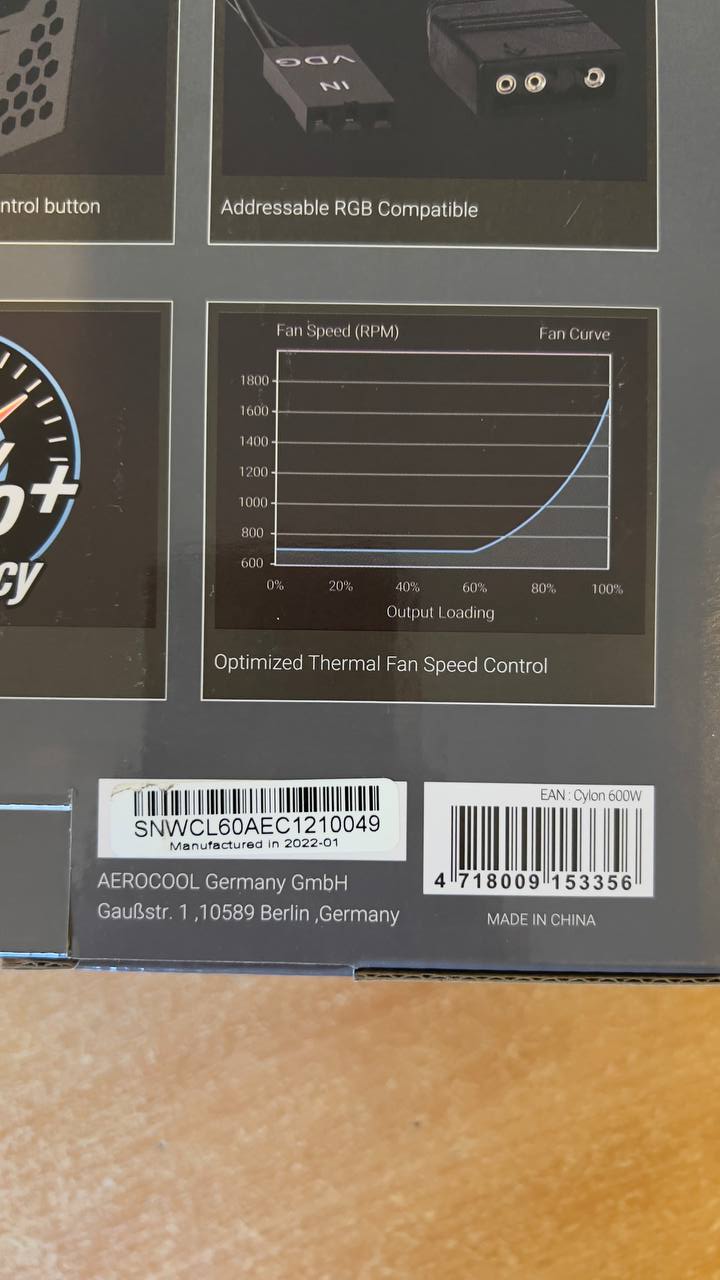 VDG
IN
ntrol button
Addressable RGB Compatible
Fan Speed (RPM)
Fan Curve
1800
1600
1400
1200
1000
800
600
0% 20% 40% 60% 80% 100%
Output Loading
Optimized Thermal Fan Speed Control
%+
cy
SNWCL60AEC1210049
Manufactured in 2022-01
AEROCOOL Germany GmbH
Gaußstr. 1 ,10589 Berlin ,Germany
EAN : Cylon 600W
4 718009 153356
MADE IN CHINA